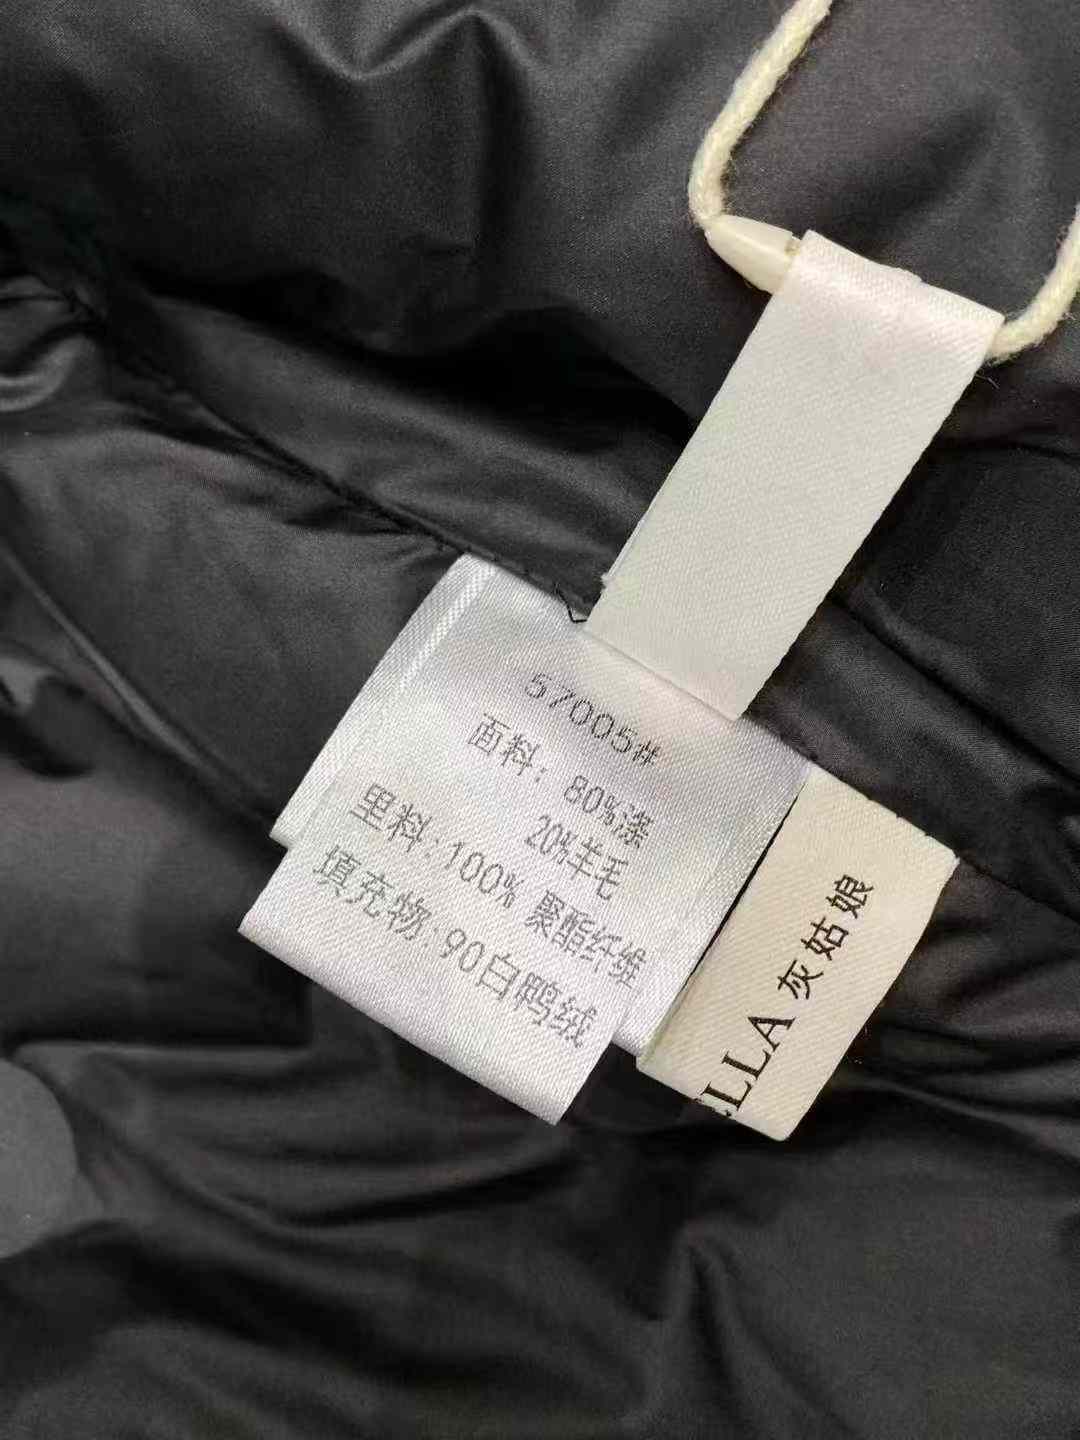 57005#
面料: 80%涤
20%羊毛
里料:100% 聚酯纤维
填充物:90白鸭绒
ELLA 灰姑娘